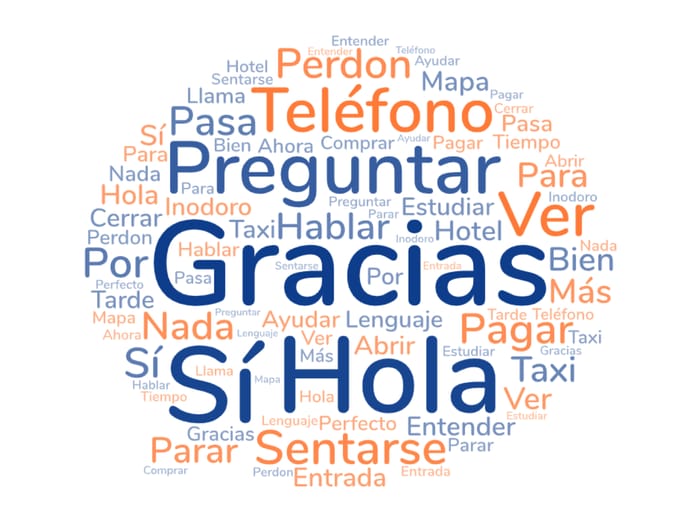 Entender
Entender Teléfono
Hotel Perdon Ayudar
Sentarse Mapa
Llama Teléfono Pagar
Pasa Cerrar
Sí Pasa
Bien Ahora Comprar Ayudar Pagar Tiempo
Para Preguntar Abrir
Nada Para Para
Hola Inodoro Preguntar Estudiar Ver Inodoro
Cerrar Parar
Perdon Taxi Hablar Inodoro Hotel
Hablar Gracias Nada
Por Sentarse Entrada Bien
Perfecto Pasa Por
Tarde Más
Mapa Preguntar Tarde Teléfono
Nada Ayudar Lenguaje Pagar
Ahora Lenguaje Ver Taxi
Más Abrir Estudiar Gracias
Sí Llama Taxi
Hablar Sí Mapa Hola
Tiempo Hola Ver
Estudiar
Lenguaje Perfecto Entender
Gracias
Parar Sentarse Parar
Comprar Perdon Entrada Entrada